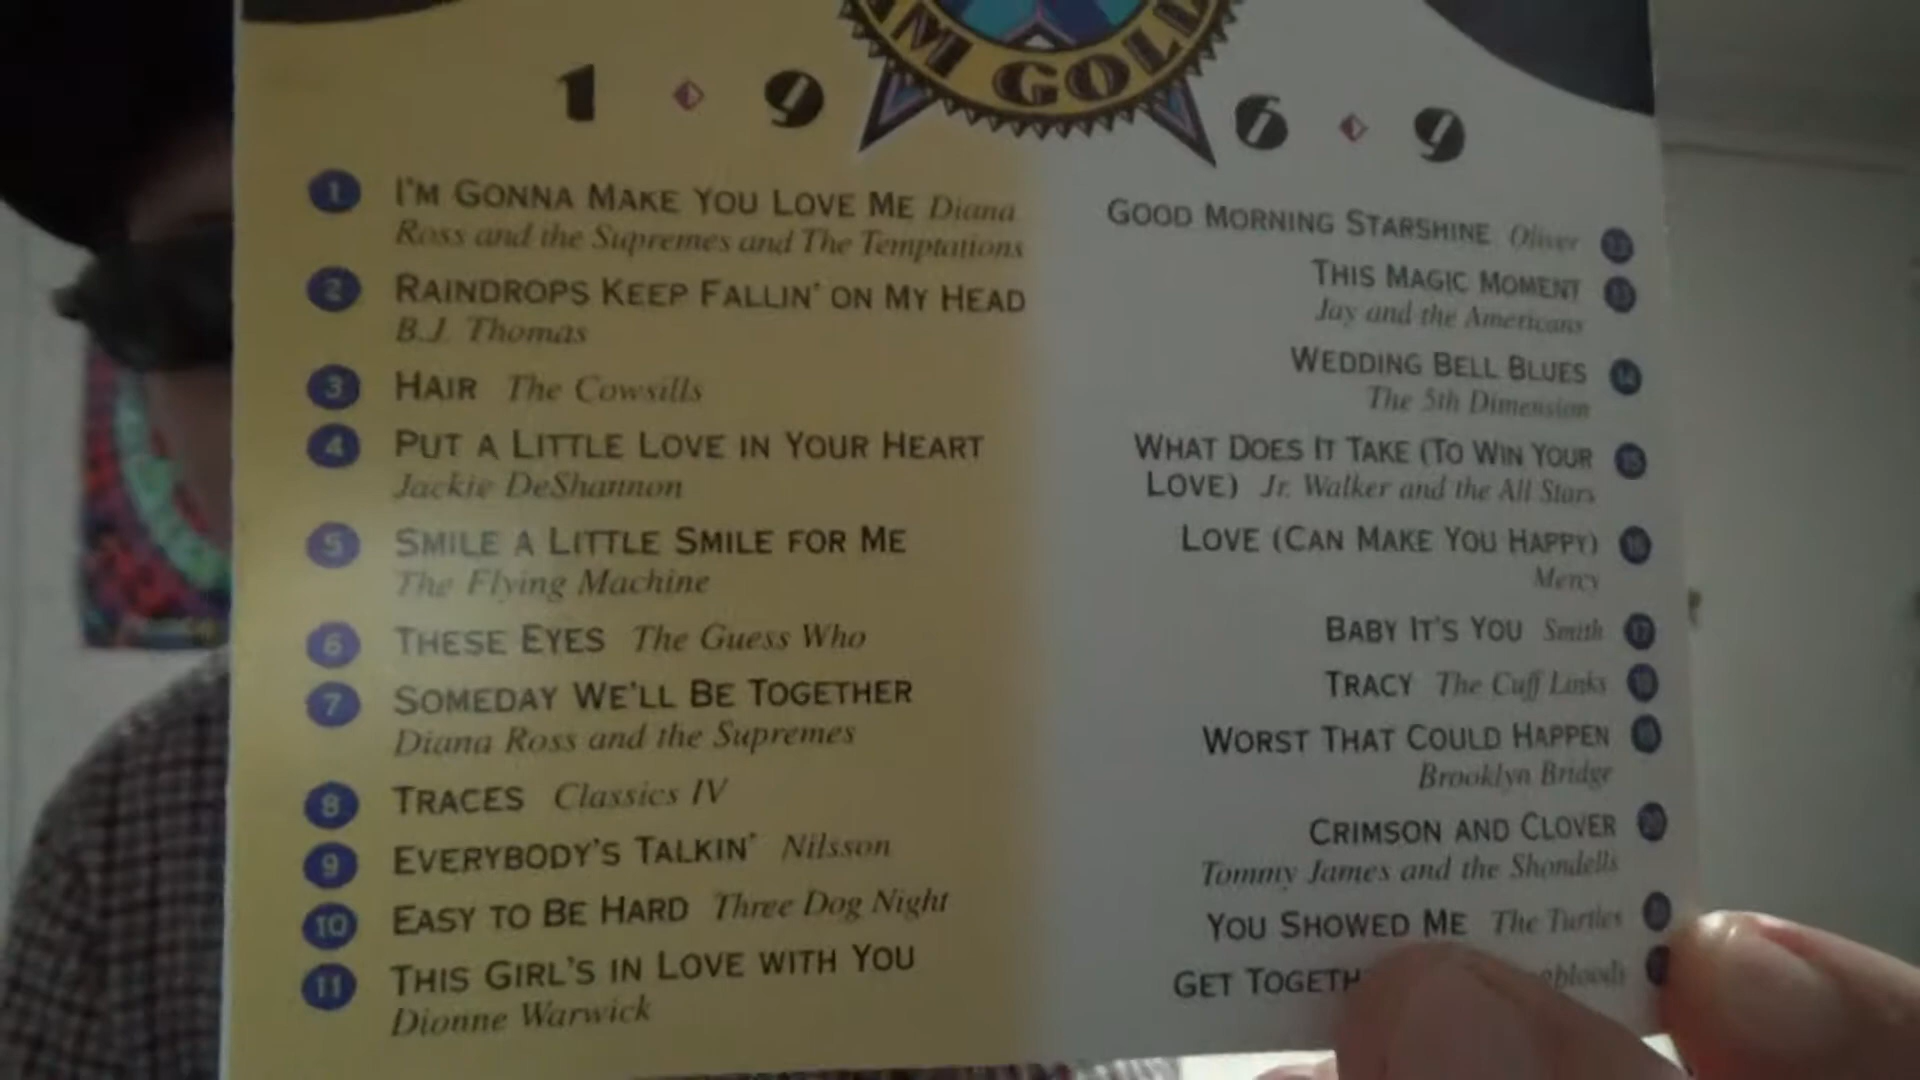 AM GOLD
1 9 6 9
1 I'M GONNA MAKE YOU LOVE ME Diana
Ross and the Supremes and The Temptations
2 RAINDROPS KEEP FALLIN' ON MY HEAD
B.J. Thomas
3 HAIR The Cowsills
4 PUT A LITTLE LOVE IN YOUR HEART
Jackie DeShannon
5 SMILE A LITTLE SMILE FOR ME
The Flying Machine
6 THESE EYES The Guess Who
7 SOMEDAY WE'LL BE TOGETHER
Diana Ross and the Supremes
8 TRACES Classics IV
9 EVERYBODY'S TALKIN' Nilsson
10 EASY TO BE HARD Three Dog Night
11 THIS GIRL'S IN LOVE WITH YOU
Dionne Warwick
GOOD MORNING STARSHINE Oliver
THIS MAGIC MOMENT
Jay and the Americans
WEDDING BELL BLUES 14
The 5th Dimension
WHAT DOES IT TAKE (TO WIN YOUR 15
LOVE) Jr. Walker and the All Stars
LOVE (CAN MAKE YOU HAPPY) 16
Mercy
BABY IT'S YOU Smith 17
TRACY The Cuff Links
WORST THAT COULD HAPPEN
Brooklyn Bridge
CRIMSON AND CLOVER 20
Tommy James and the Shondells
YOU SHOWED ME The Turtles
GET